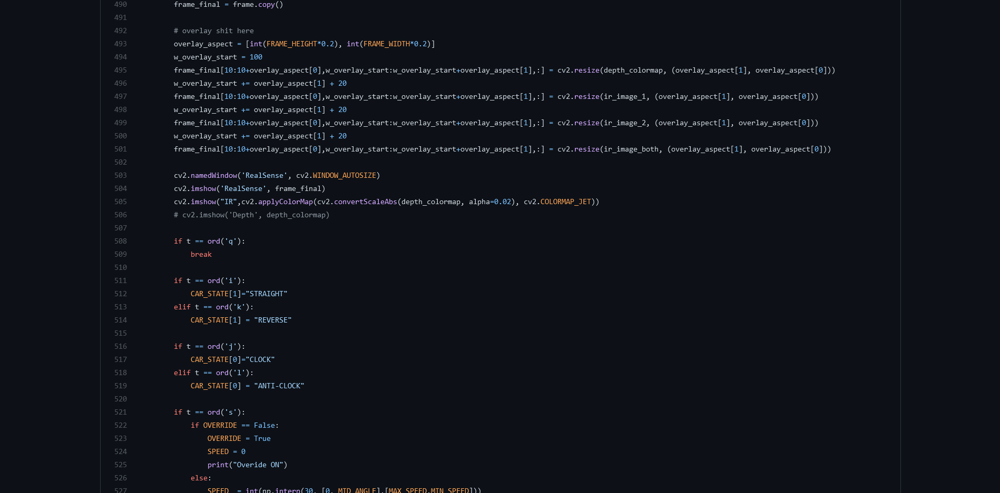 490 frame_final = frame.copy()
491
492 # overlay shit here
493 overlay_aspect = [int(FRAME_HEIGHT*0.2), int(FRAME_WIDTH*0.2)]
494 w_overlay_start = 100
495 frame_final[10:10+overlay_aspect[0],w_overlay_start:w_overlay_start+overlay_aspect[1],:] = cv2.resize(depth_colormap, (overlay_aspect[1], overlay_aspect[0]))
496 w_overlay_start += overlay_aspect[1] + 20
497 frame_final[10:10+overlay_aspect[0],w_overlay_start:w_overlay_start+overlay_aspect[1],:] = cv2.resize(ir_image_1, (overlay_aspect[1], overlay_aspect[0]))
498 w_overlay_start += overlay_aspect[1] + 20
499 frame_final[10:10+overlay_aspect[0],w_overlay_start:w_overlay_start+overlay_aspect[1],:] = cv2.resize(ir_image_2, (overlay_aspect[1], overlay_aspect[0]))
500 w_overlay_start += overlay_aspect[1] + 20
501 frame_final[10:10+overlay_aspect[0],w_overlay_start:w_overlay_start+overlay_aspect[1],:] = cv2.resize(ir_image_both, (overlay_aspect[1], overlay_aspect[0]))
502
503 cv2.namedWindow('RealSense', cv2.WINDOW_AUTOSIZE)
504 cv2.imshow('RealSense', frame_final)
505 cv2.imshow("IR",cv2.applyColorMap(cv2.convertScaleAbs(depth_colormap, alpha=0.02), cv2.COLORMAP_JET))
506 # cv2.imshow('Depth', depth_colormap)
507
508 if t == ord('q'):
509 break
510
511 if t == ord('i'):
512 CAR_STATE[1]="STRAIGHT"
513 elif t == ord('k'):
514 CAR_STATE[1] = "REVERSE"
515
516 if t == ord('j'):
517 CAR_STATE[0]="CLOCK"
518 elif t == ord('l'):
519 CAR_STATE[0] = "ANTI-CLOCK"
520
521 if t == ord('s'):
522 if OVERRIDE == False:
523 OVERRIDE = True
524 SPEED = 0
525 print("Overide ON")
526 else:
527 SPEED = int(np.interp(30, [0, MID_ANGLE],[MAX_SPEED,MIN_SPEED]))